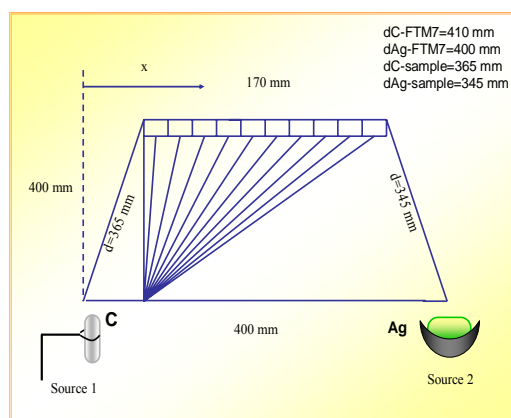 dC-FTM7=410 mm
dAg-FTM7=400 mm
dC-sample=365 mm
dAg-sample=345 mm
x
170 mm
400 mm
d=365 mm
d=345 mm
C
Ag
400 mm
Source 1
Source 2